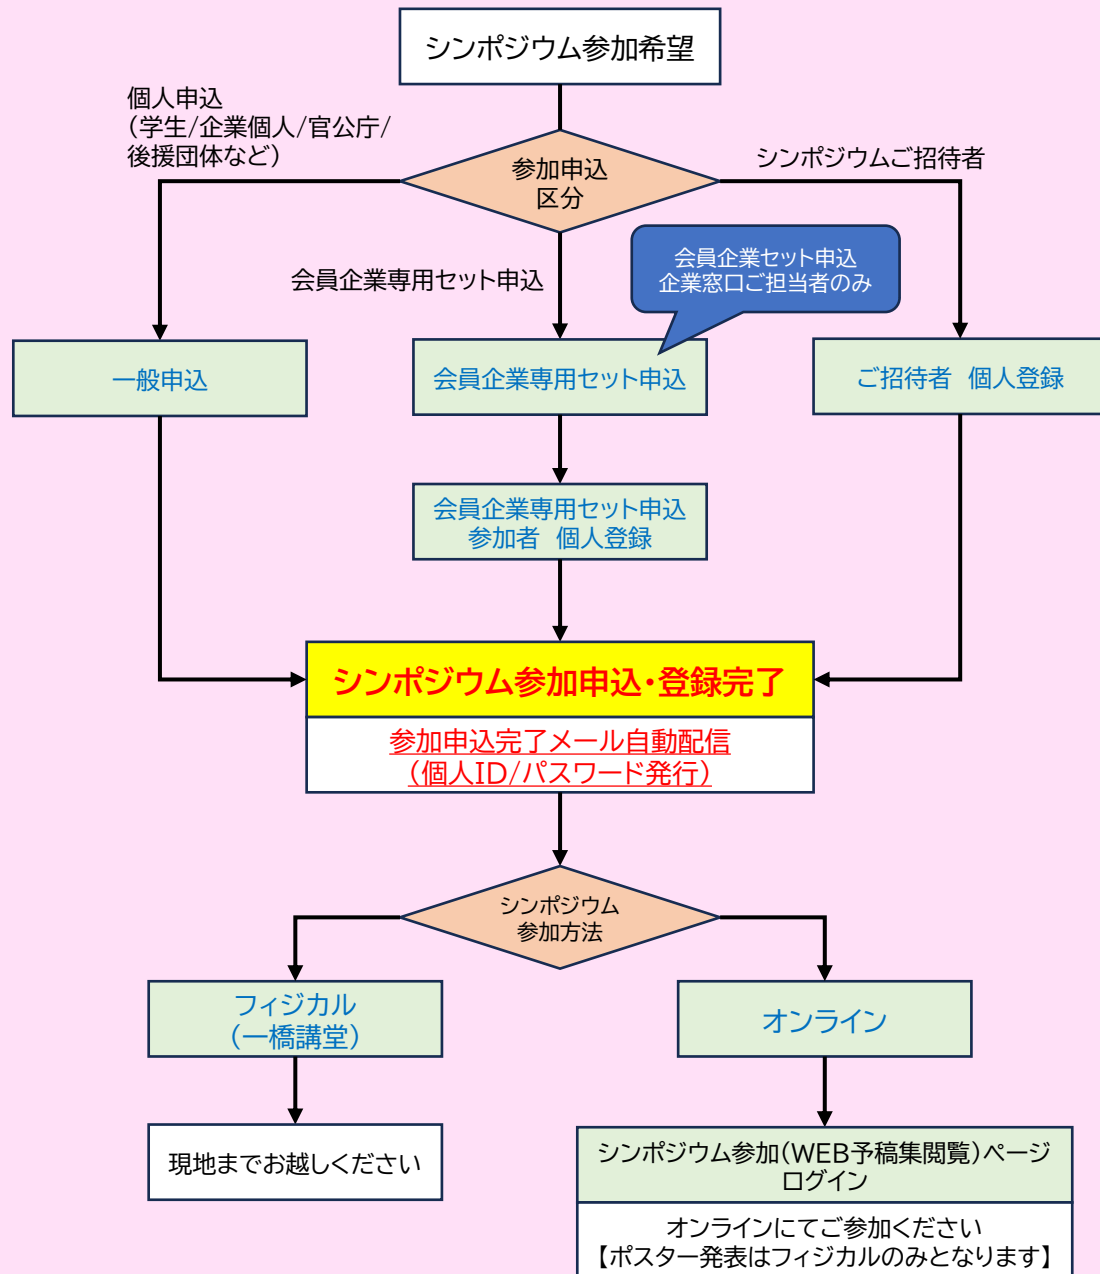 シンポジウム参加希望
個人申込
（学生/企業個人/官公庁/
後援団体など）
参加申込
区分
シンポジウムご招待者
会員企業専用セット申込
会員企業セット申込
企業窓口ご担当者のみ
一般申込
会員企業専用セット申込
ご招待者　個人登録
会員企業専用セット申込
参加者　個人登録
シンポジウム参加申込・登録完了
参加申込完了メール自動配信
（個人ID/パスワード発行）
シンポジウム
参加方法
フィジカル
（一橋講堂）
オンライン
現地までお越しください
シンポジウム参加（WEB予稿集閲覧）ページ
ログイン
オンラインにてご参加ください
【ポスター発表はフィジカルのみとなります】